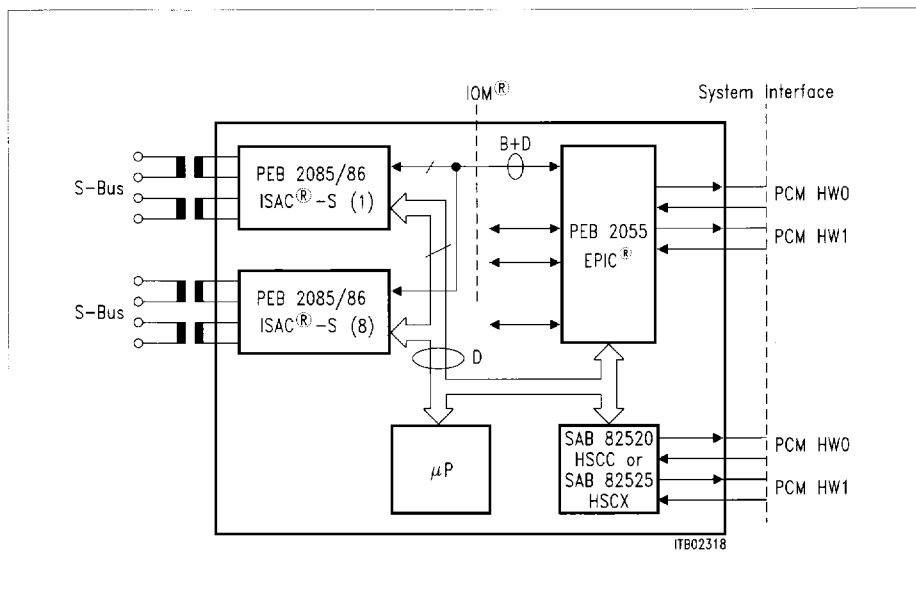 IOM®
System Interface
B+D
S-Bus
PEB 2085/86
ISAC®-S (1)
PEB 2055
EPIC®
PCM HW0
PCM HW1
S-Bus
PEB 2085/86
ISAC®-S (8)
D
µP
SAB 82520
HSCC or
SAB 82525
HSCX
PCM HW0
PCM HW1
ITB02318